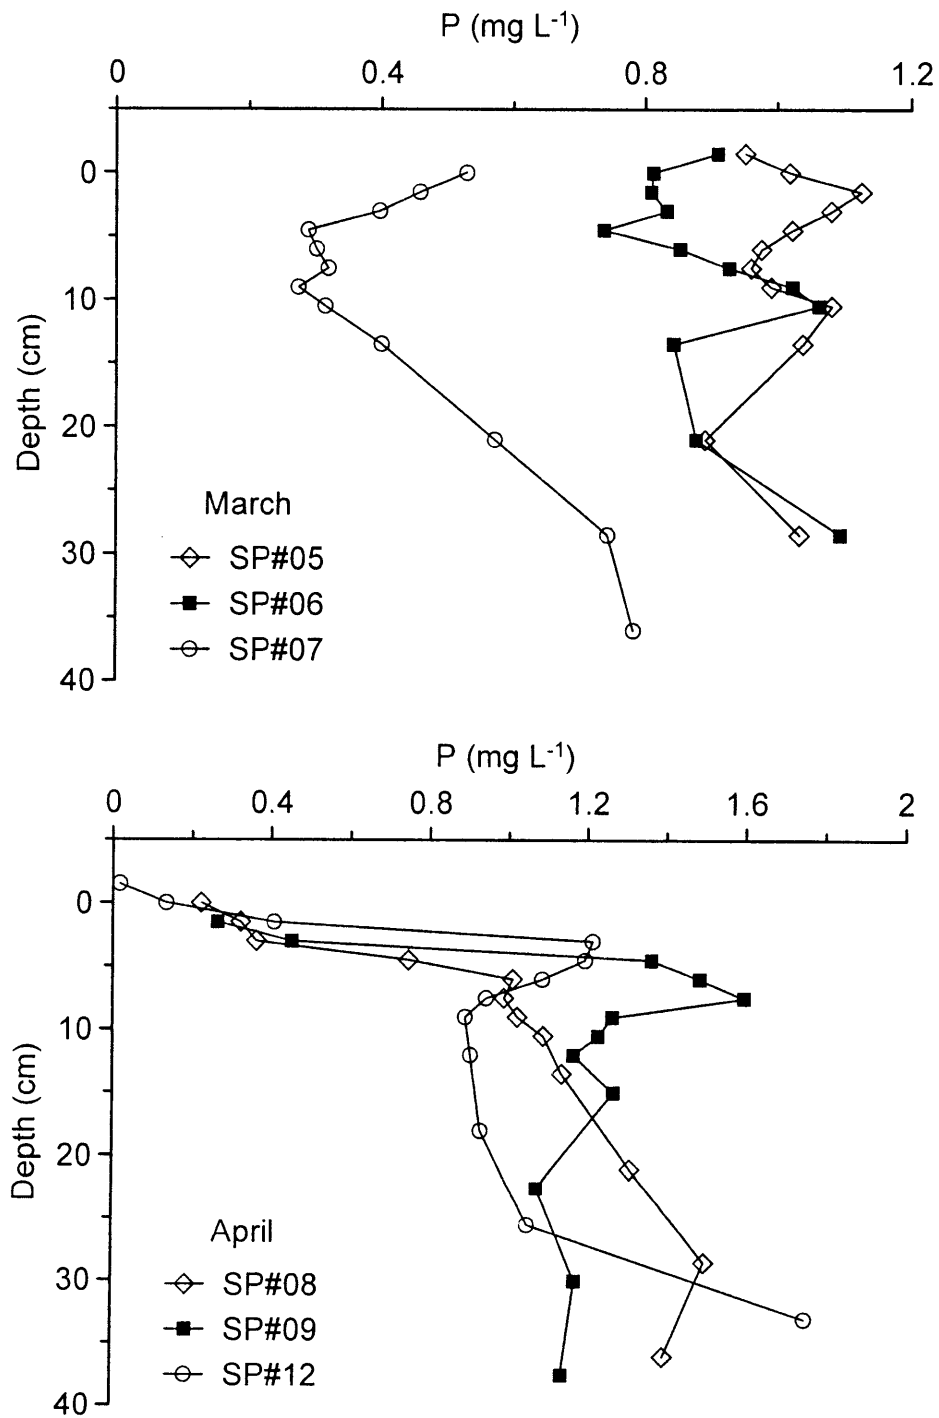 P (mg L-1)
0 0.4 0.8 1.2
0
10
20
30
40
Depth (cm)
March
SP#05
SP#06
SP#07
P (mg L-1)
0 0.4 0.8 1.2 1.6 2
0
10
20
30
40
Depth (cm)
April
SP#08
SP#09
SP#12